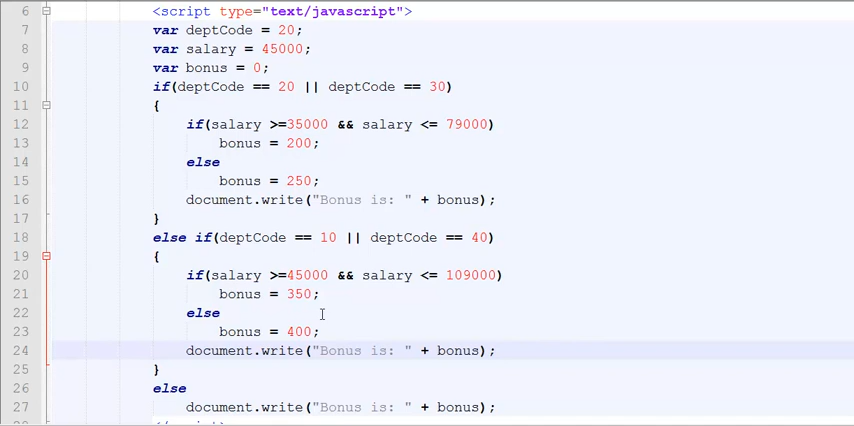 6 <script type="text/javascript">
7 var deptCode = 20;
8 var salary = 45000;
9 var bonus = 0;
10 if(deptCode == 20 || deptCode == 30)
11 {
12 if(salary >=35000 && salary <= 79000)
13 bonus = 200;
14 else
15 bonus = 250;
16 document.write("Bonus is: " + bonus);
17 }
18 else if(deptCode == 10 || deptCode == 40)
19 {
20 if(salary >=45000 && salary <= 109000)
21 bonus = 350;
22 else
23 bonus = 400;
24 document.write("Bonus is: " + bonus);
25 }
26 else
27 document.write("Bonus is: " + bonus);